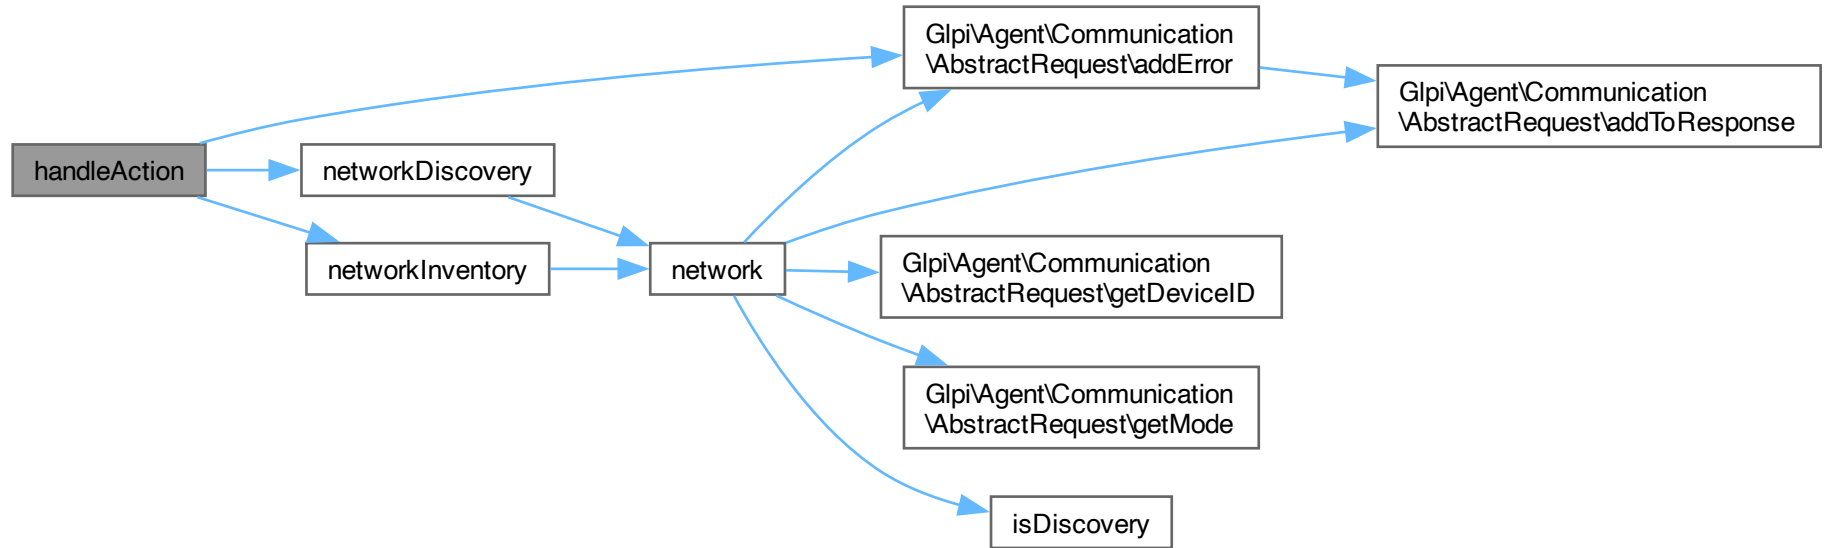 handleAction
networkDiscovery
networkInventory
network
Glpi\Agent\Communication
\AbstractRequest\addError
Glpi\Agent\Communication
\AbstractRequest\addToResponse
Glpi\Agent\Communication
\AbstractRequest\getDeviceID
Glpi\Agent\Communication
\AbstractRequest\getMode
isDiscovery